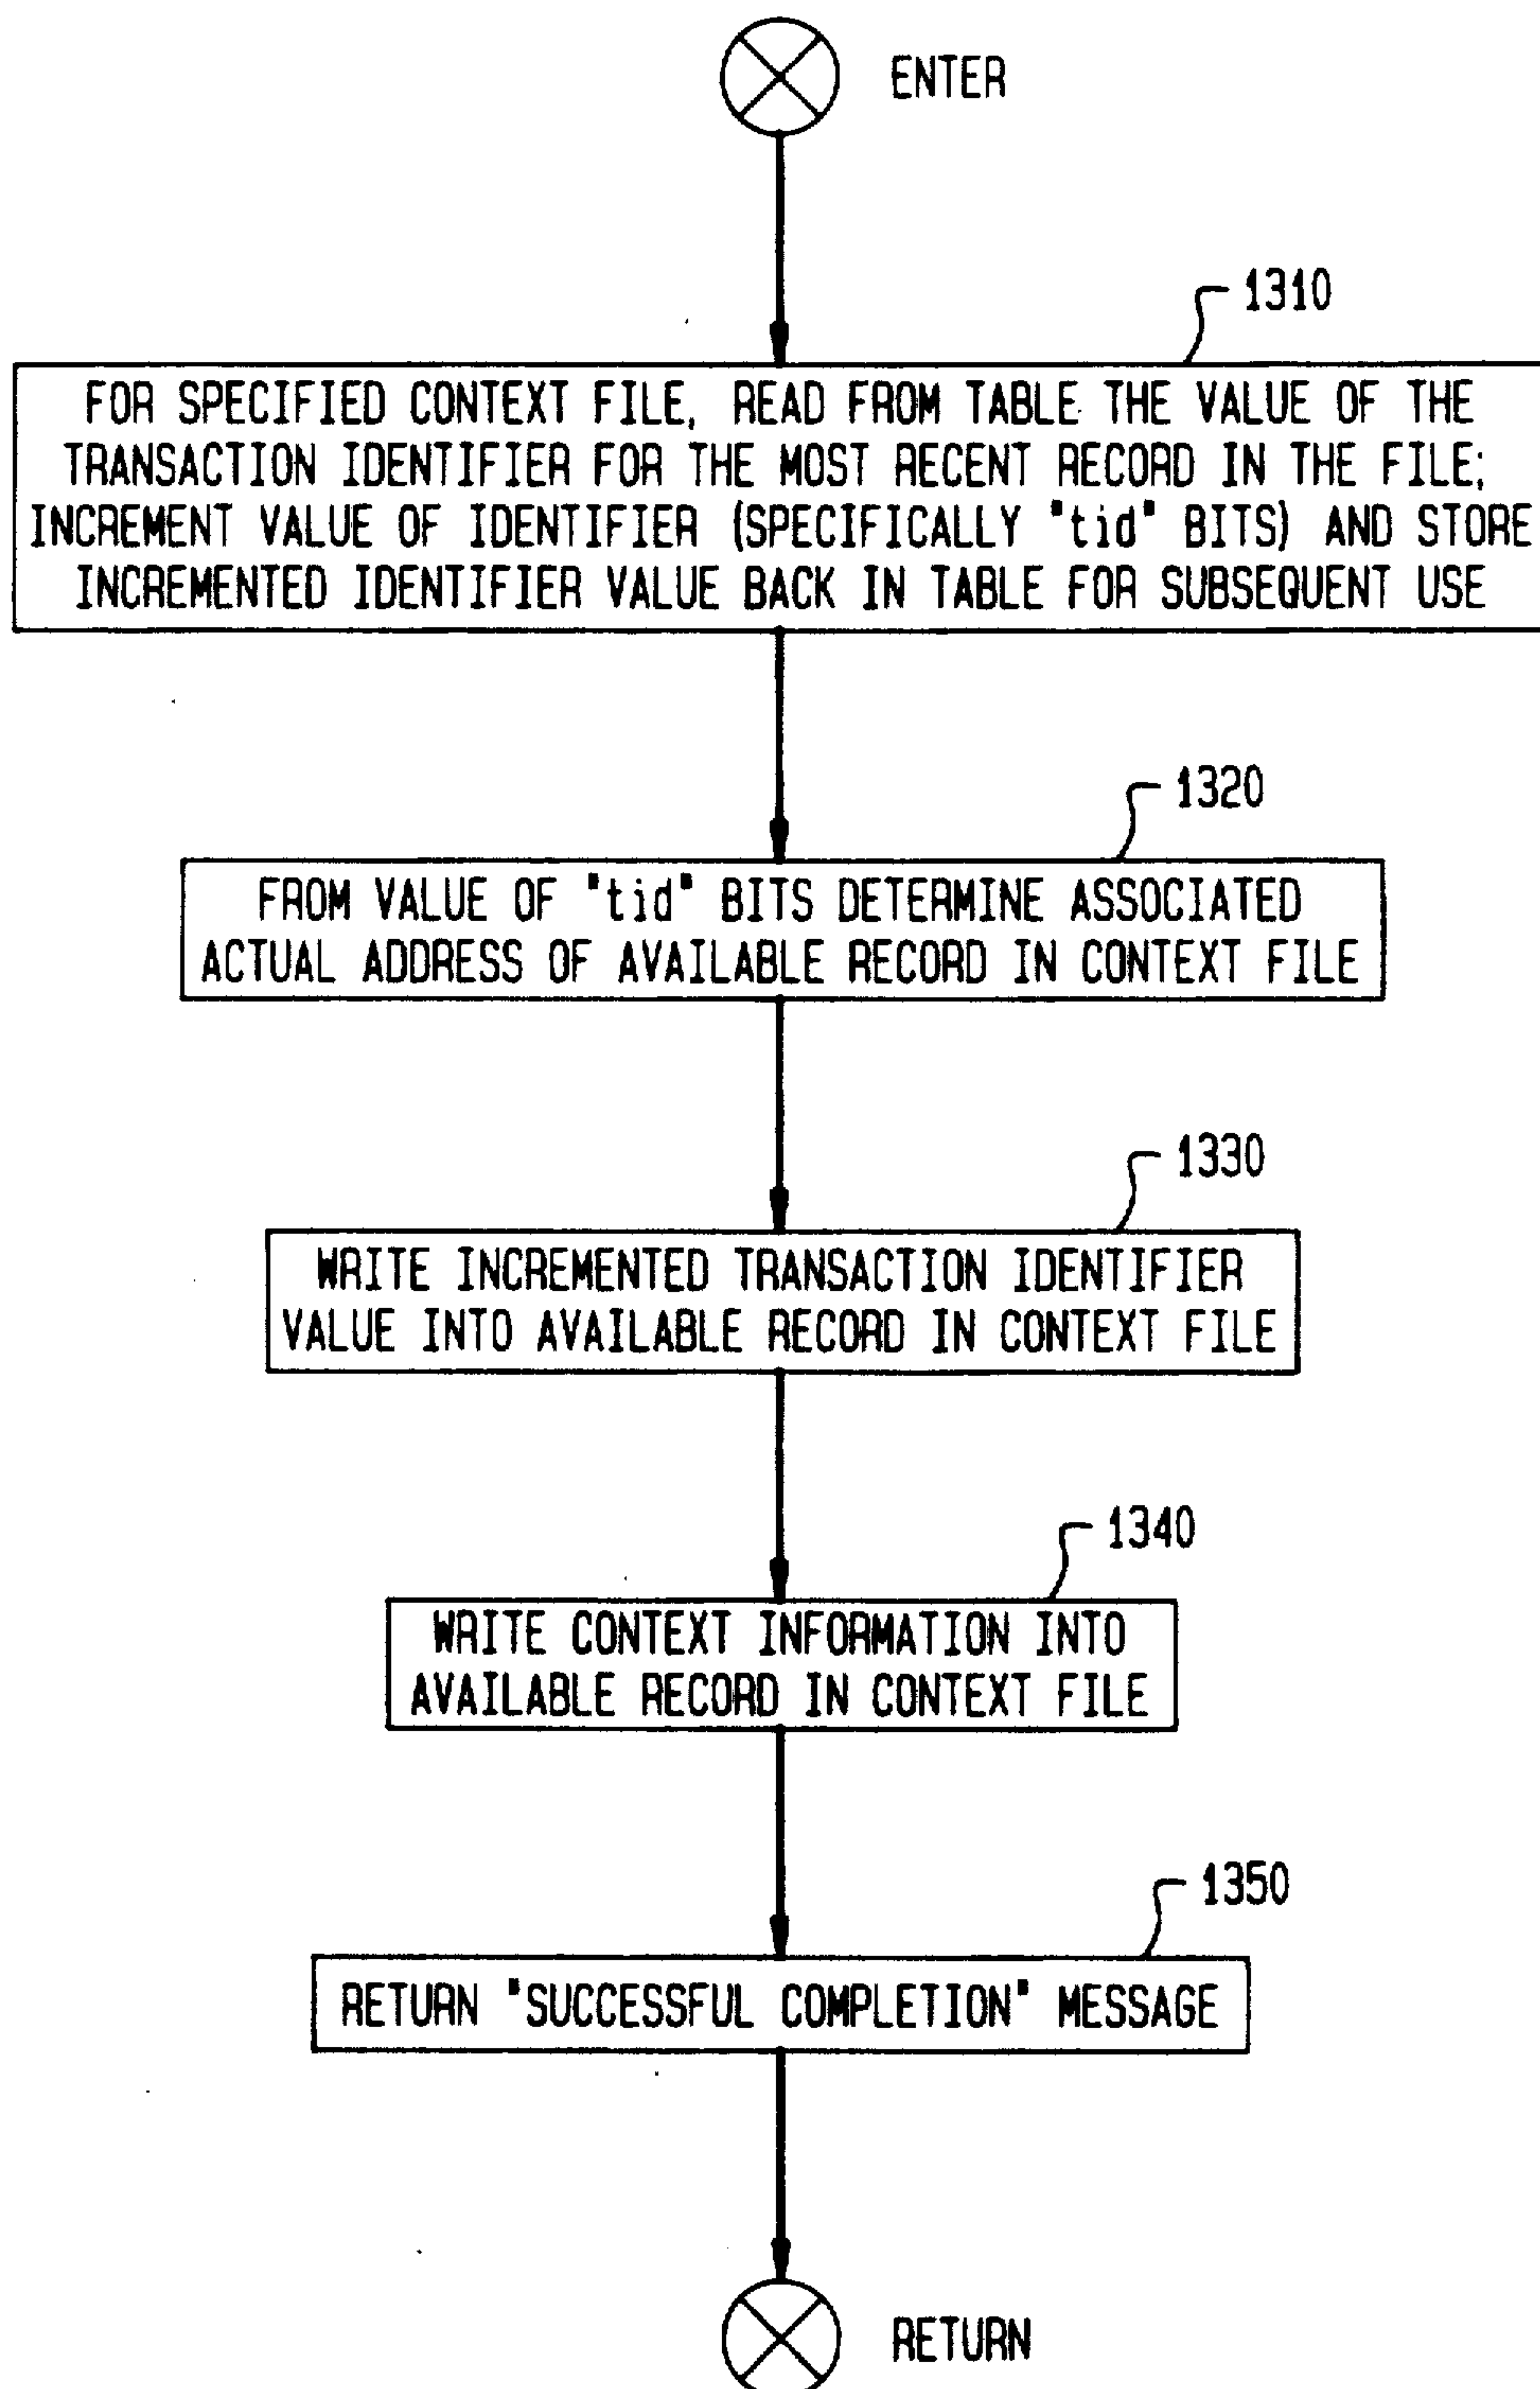 ENTER
1310
FOR SPECIFIED CONTEXT FILE, READ FROM TABLE THE VALUE OF THE
TRANSACTION IDENTIFIER FOR THE MOST RECENT RECORD IN THE FILE;
INCREMENT VALUE OF IDENTIFIER (SPECIFICALLY "tid" BITS) AND STORE
INCREMENTED IDENTIFIER VALUE BACK IN TABLE FOR SUBSEQUENT USE
1320
FROM VALUE OF "tid" BITS DETERMINE ASSOCIATED
ACTUAL ADDRESS OF AVAILABLE RECORD IN CONTEXT FILE
1330
WRITE INCREMENTED TRANSACTION IDENTIFIER
VALUE INTO AVAILABLE RECORD IN CONTEXT FILE
1340
WRITE CONTEXT INFORMATION INTO
AVAILABLE RECORD IN CONTEXT FILE
1350
RETURN "SUCCESSFUL COMPLETION" MESSAGE
RETURN